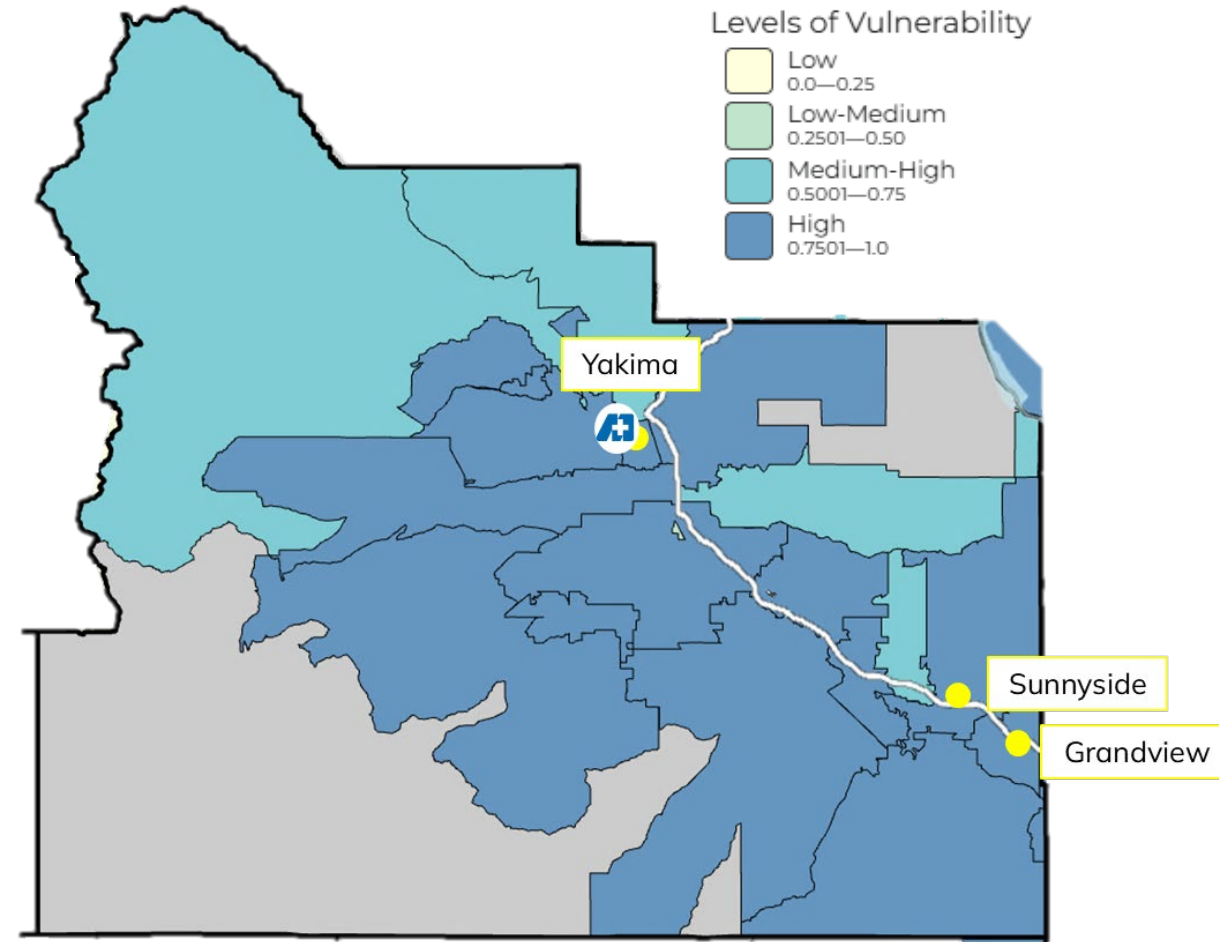 Levels of Vulnerability
Low
0.0—0.25
Low-Medium
0.2501—0.50
Medium-High
0.5001—0.75
High
0.7501—1.0
Yakima
Sunnyside
Grandview